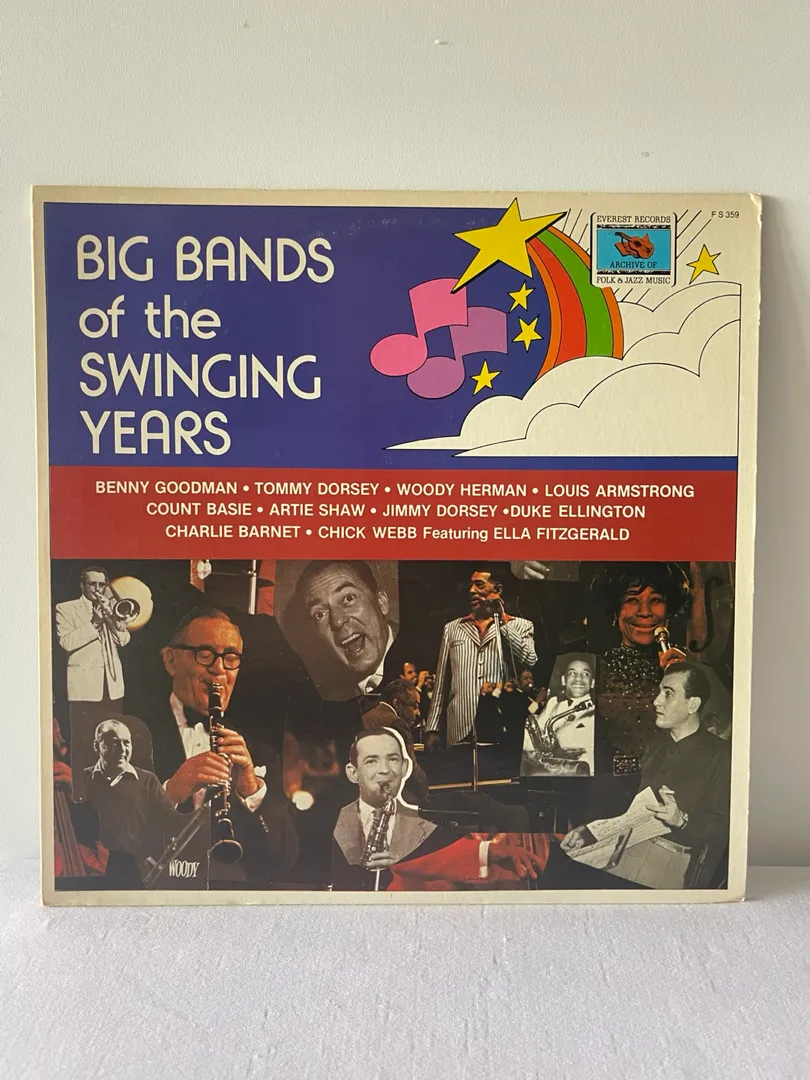 F S 359
EVEREST RECORDS
ARCHIVE OF
FOLK & JAZZ MUSIC
BIG BANDS
of the
SWINGING
YEARS
BENNY GOODMAN • TOMMY DORSEY • WOODY HERMAN • LOUIS ARMSTRONG
COUNT BASIE • ARTIE SHAW • JIMMY DORSEY •DUKE ELLINGTON
CHARLIE BARNET • CHICK WEBB Featuring ELLA FITZGERALD
WOODY